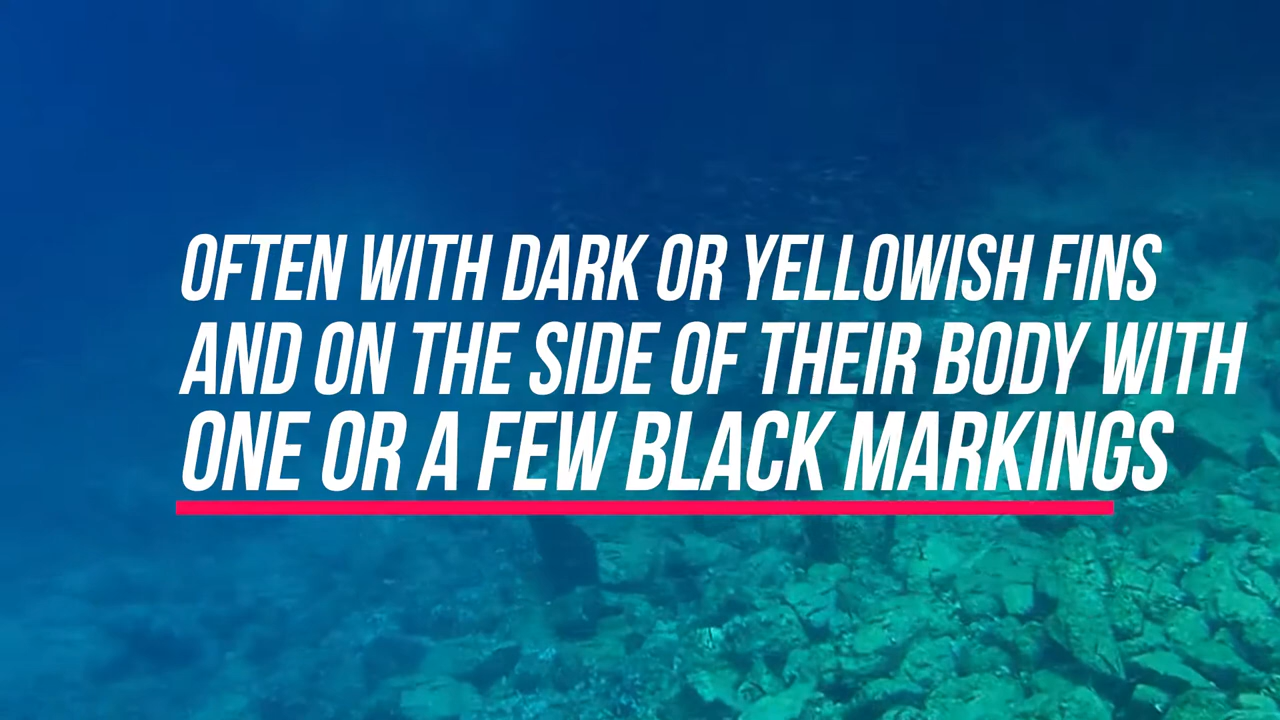 OFTEN WITH DARK OR YELLOWISH FINS
AND ON THE SIDE OF THEIR BODY WITH
ONE OR A FEW BLACK MARKINGS